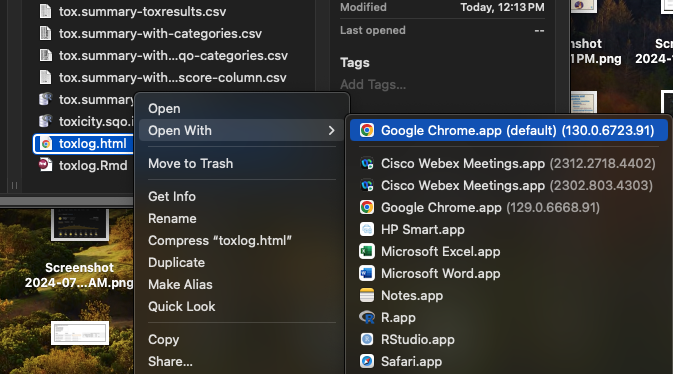 tox.summary-toxresults.csv
tox.summary-with-categories.csv
tox.summary-with...qo-categories.csv
tox.summary-with...score-column.csv
tox.summary
toxicity.sqo.i
toxlog.html
toxlog.Rmd
Modified Today, 12:13 PM
Last opened --
Tags
Add Tags...
Open
Open With
Move to Trash
Get Info
Rename
Compress “toxlog.html”
Duplicate
Make Alias
Quick Look
Copy
Share...
Google Chrome.app (default) (130.0.6723.91)
Cisco Webex Meetings.app (2312.2718.4402)
Cisco Webex Meetings.app (2302.803.4303)
Google Chrome.app (129.0.6668.91)
HP Smart.app
Microsoft Excel.app
Microsoft Word.app
Notes.app
R.app
RStudio.app
Safari.app
Screenshot
2024-07...AM.png
nshot
1 PM.png
Scr
2024-1